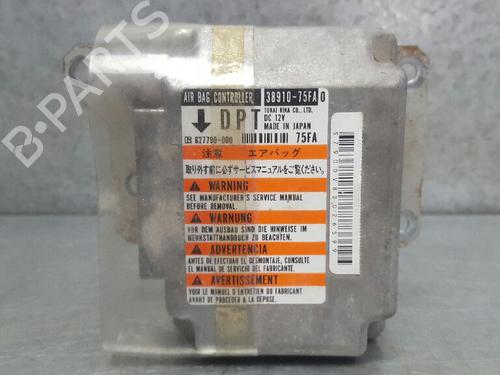 AIR BAG CONTROLLER 38910-75FA 0
TOKAI RIKA CO., LTD.
DPT DC 12V
MADE IN JAPAN
627790-000 75FA
注意 エアバッグ
取り外す前に必ずサービスマニュアルをご覧ください。
WARNING
SEE MANUFACTURER'S SERVICE MANUAL
BEFORE REMOVAL.
WARNUNG
VOR DEM AUSBAU SIND DIE HINWEISE IM
WERKSTATTHANDBUCH ZU BEACHTEN.
ADVERTENCIA
ANTES DE EFECTUAR EL DESMONTAJE, CONSULTE
EL MANUAL DE SERVICIO DEL FABRICANTE.
AVERTISSEMENT
VOIR LE MANUEL D'ENTRETIEN DU FABRICANT
AVANT DE PROCEDER A LA DEPOSE.